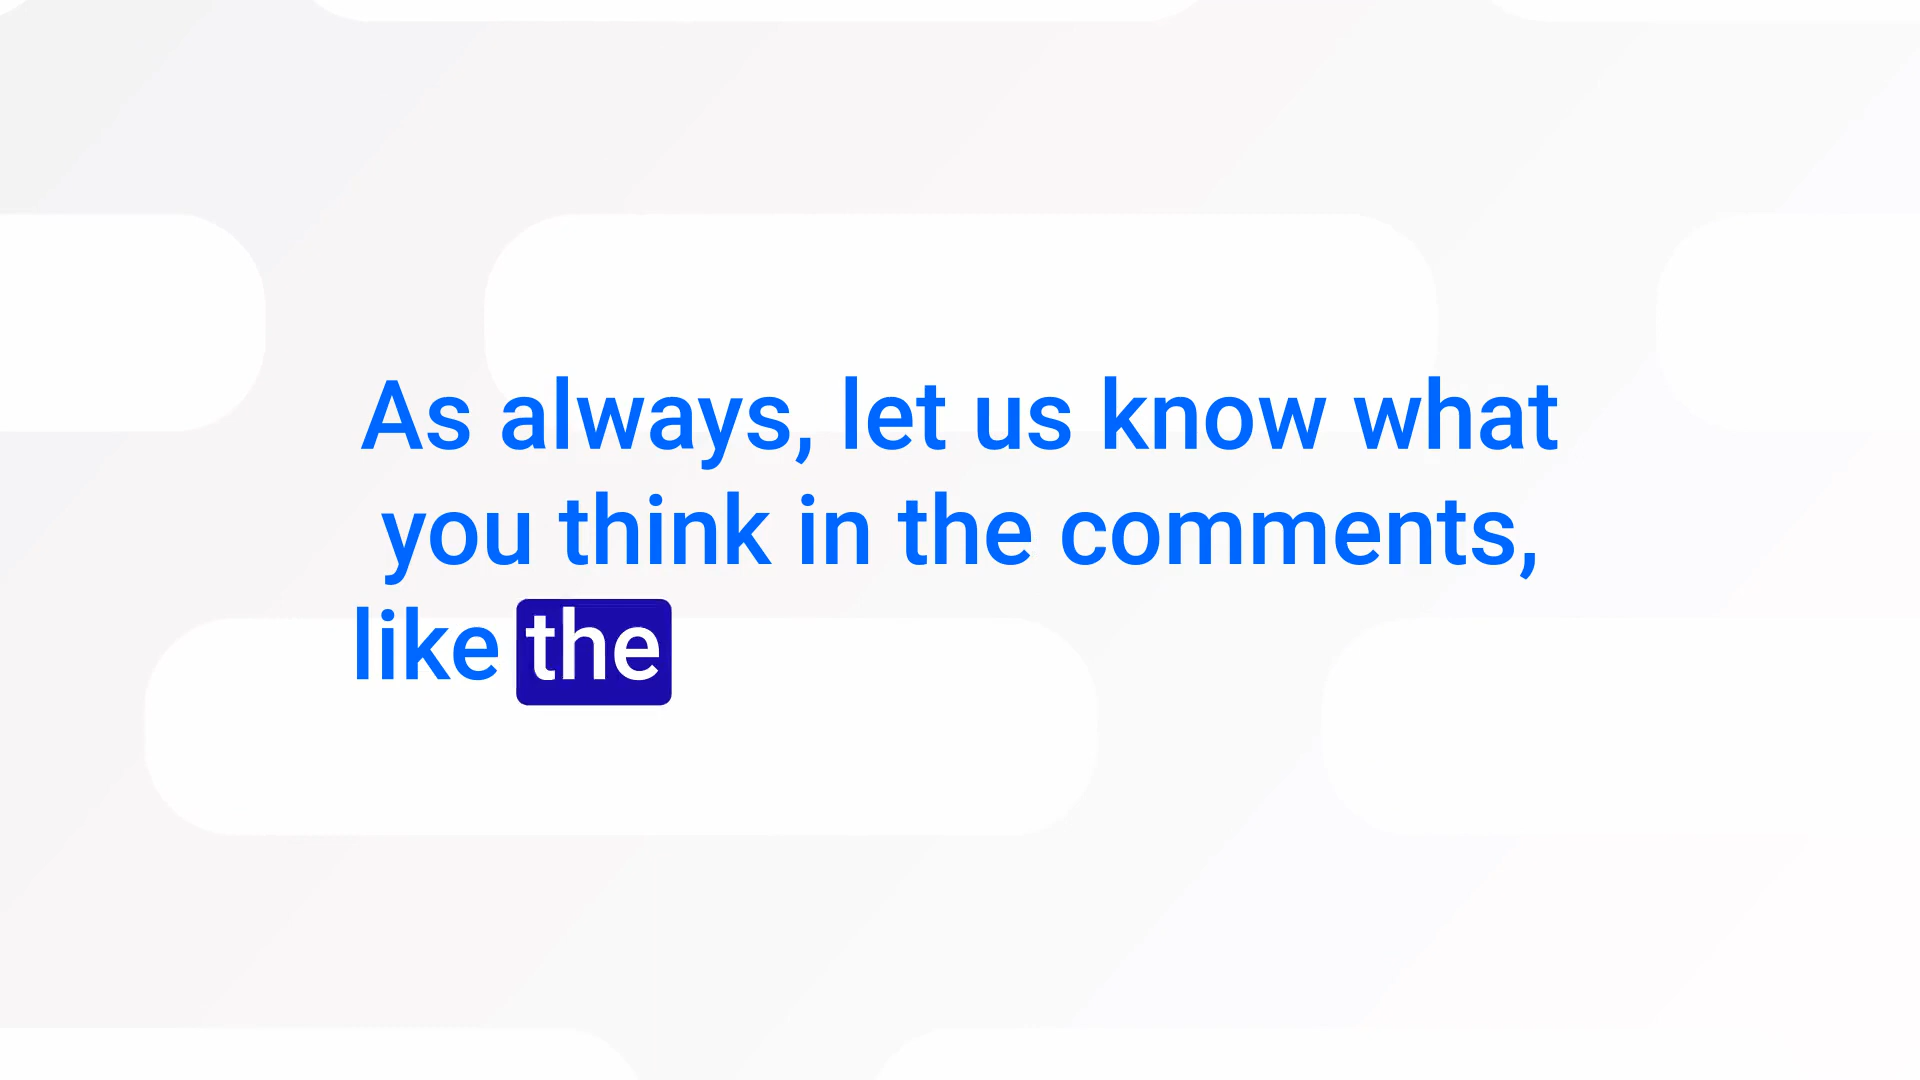 As always, let us know what
you think in the comments,
like the